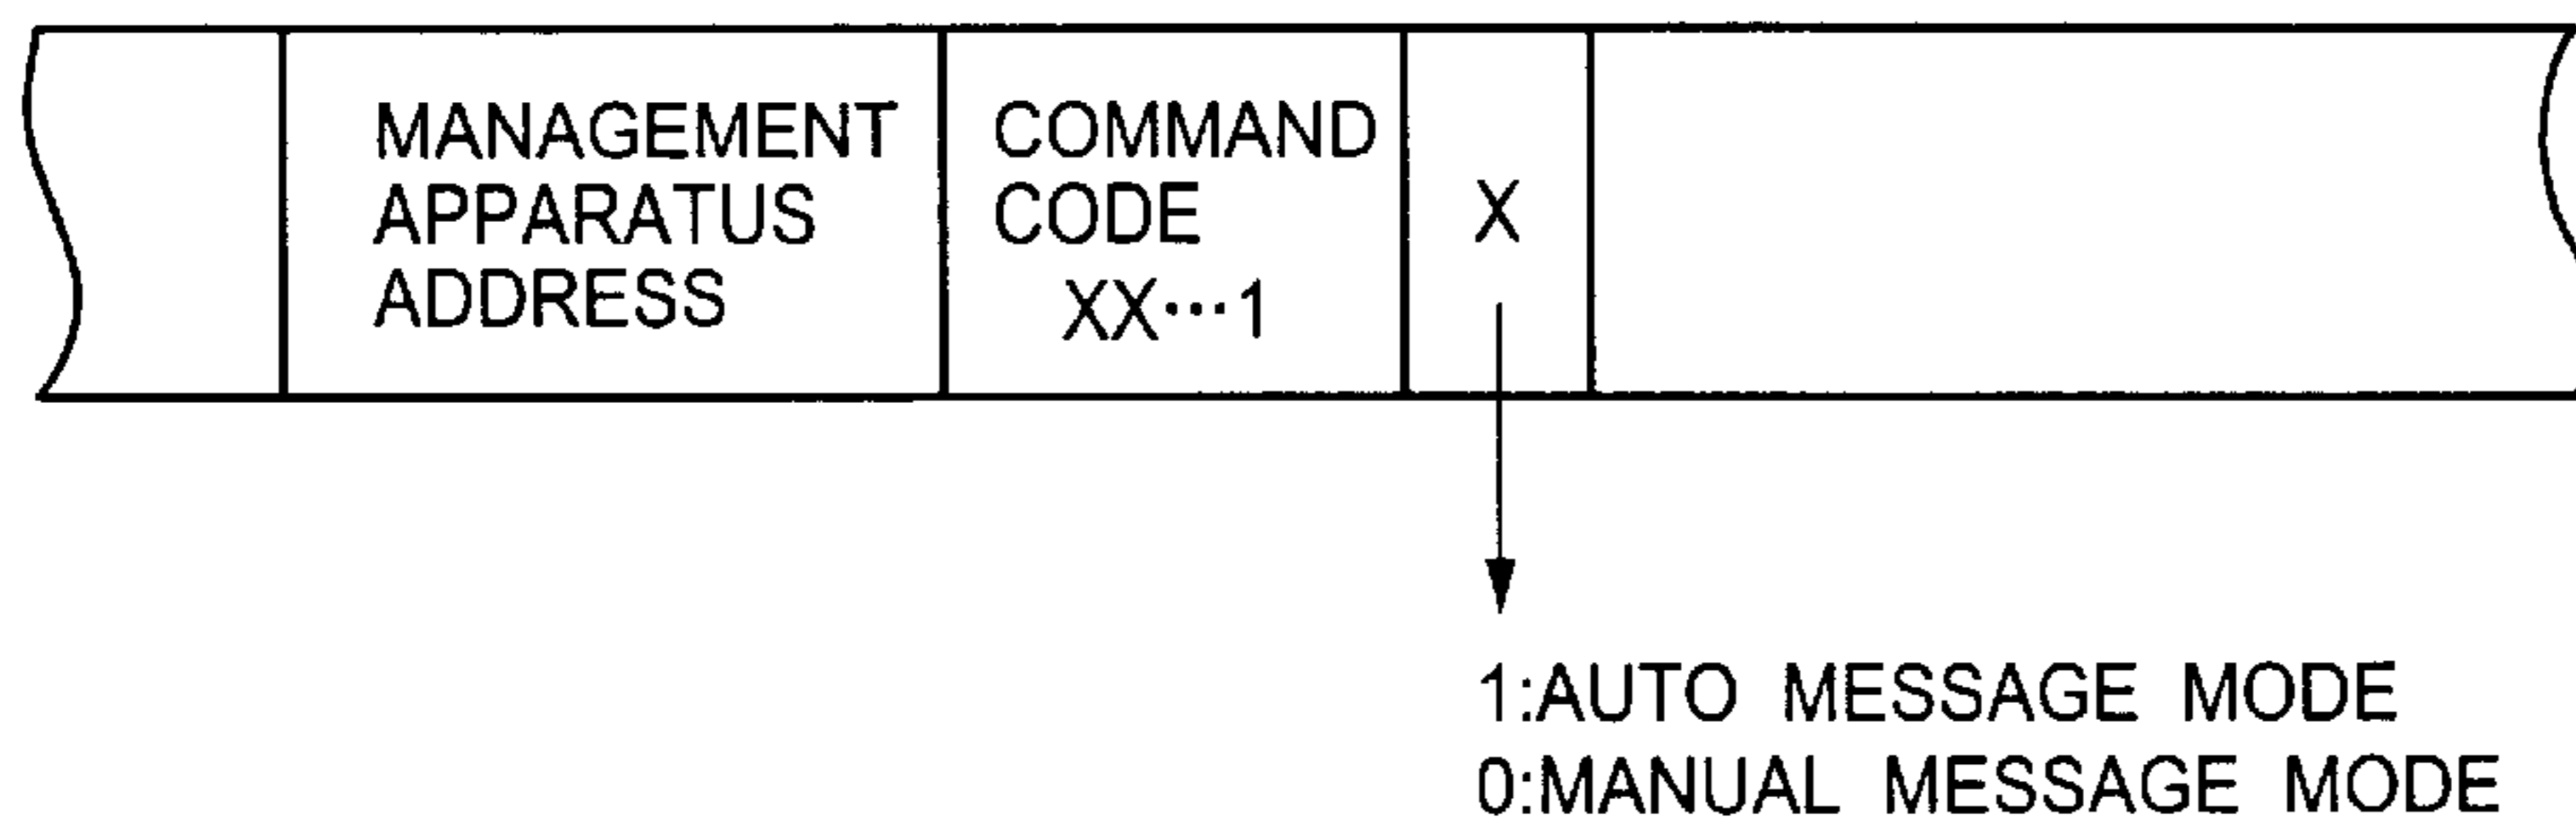 MANAGEMENT
APPARATUS
ADDRESS
COMMAND
CODE
XX···1
X
1:AUTO MESSAGE MODE
0:MANUAL MESSAGE MODE